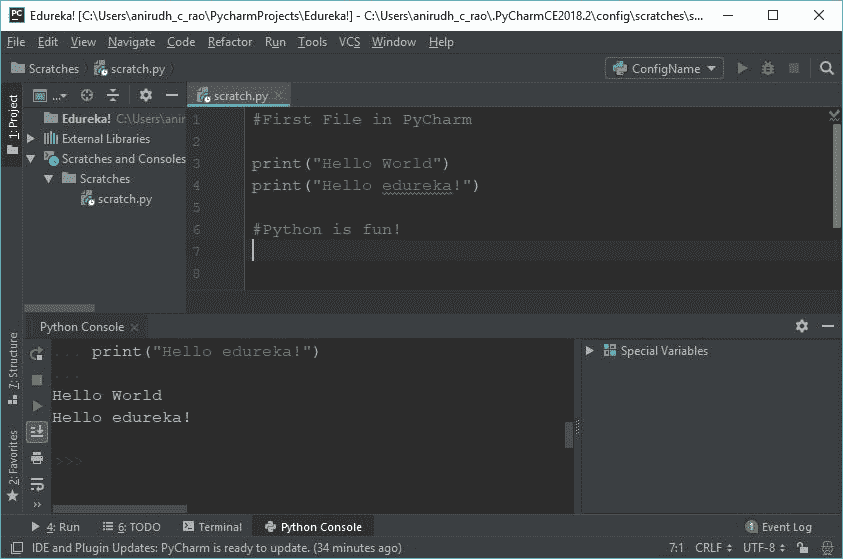 PC Edureka! [C:\Users\anirudh_c_rao\PycharmProjects\Edureka!] - C:\Users\anirudh_c_rao\.PyCharmCE2018.2\config\scratches\s...
File Edit View Navigate Code Refactor Run Tools VCS Window Help
Scratches scratch.py ConfigName
1: Project
...
scratch.py
Edureka! C:\Users\anir
External Libraries
Scratches and Consoles
Scratches
scratch.py
1 #First File in PyCharm
2
3 print("Hello World")
4 print("Hello edureka!")
5
6 #Python is fun!
7
8
Python Console
7: Structure
2: Favorites
... print("Hello edureka!")
...
Hello World
Hello edureka!
>>>
Special Variables
4: Run 6: TODO Terminal Python Console 1 Event Log
IDE and Plugin Updates: PyCharm is ready to update. (34 minutes ago) 7:1 CRLF UTF-8